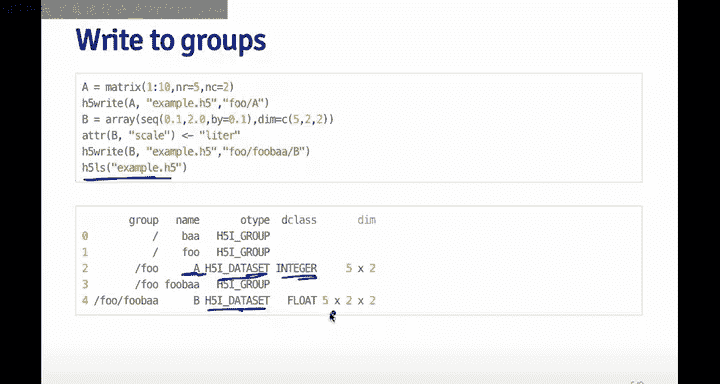 Write to groups
A = matrix(1:10,nr=5,nc=2)
h5write(A, "example.h5","foo/A")
B = array(seq(0.1,2.0,by=0.1),dim=c(5,2,2))
attr(B, "scale") <- "liter"
h5write(B, "example.h5","foo/foobaa/B")
h5ls("example.h5")
group name otype dclass dim
0 / baa H5I_GROUP
1 / foo H5I_GROUP
2 /foo A H5I_DATASET INTEGER 5 x 2
3 /foo foobaa H5I_GROUP
4 /foo/foobaa B H5I_DATASET FLOAT 5 x 2 x 2